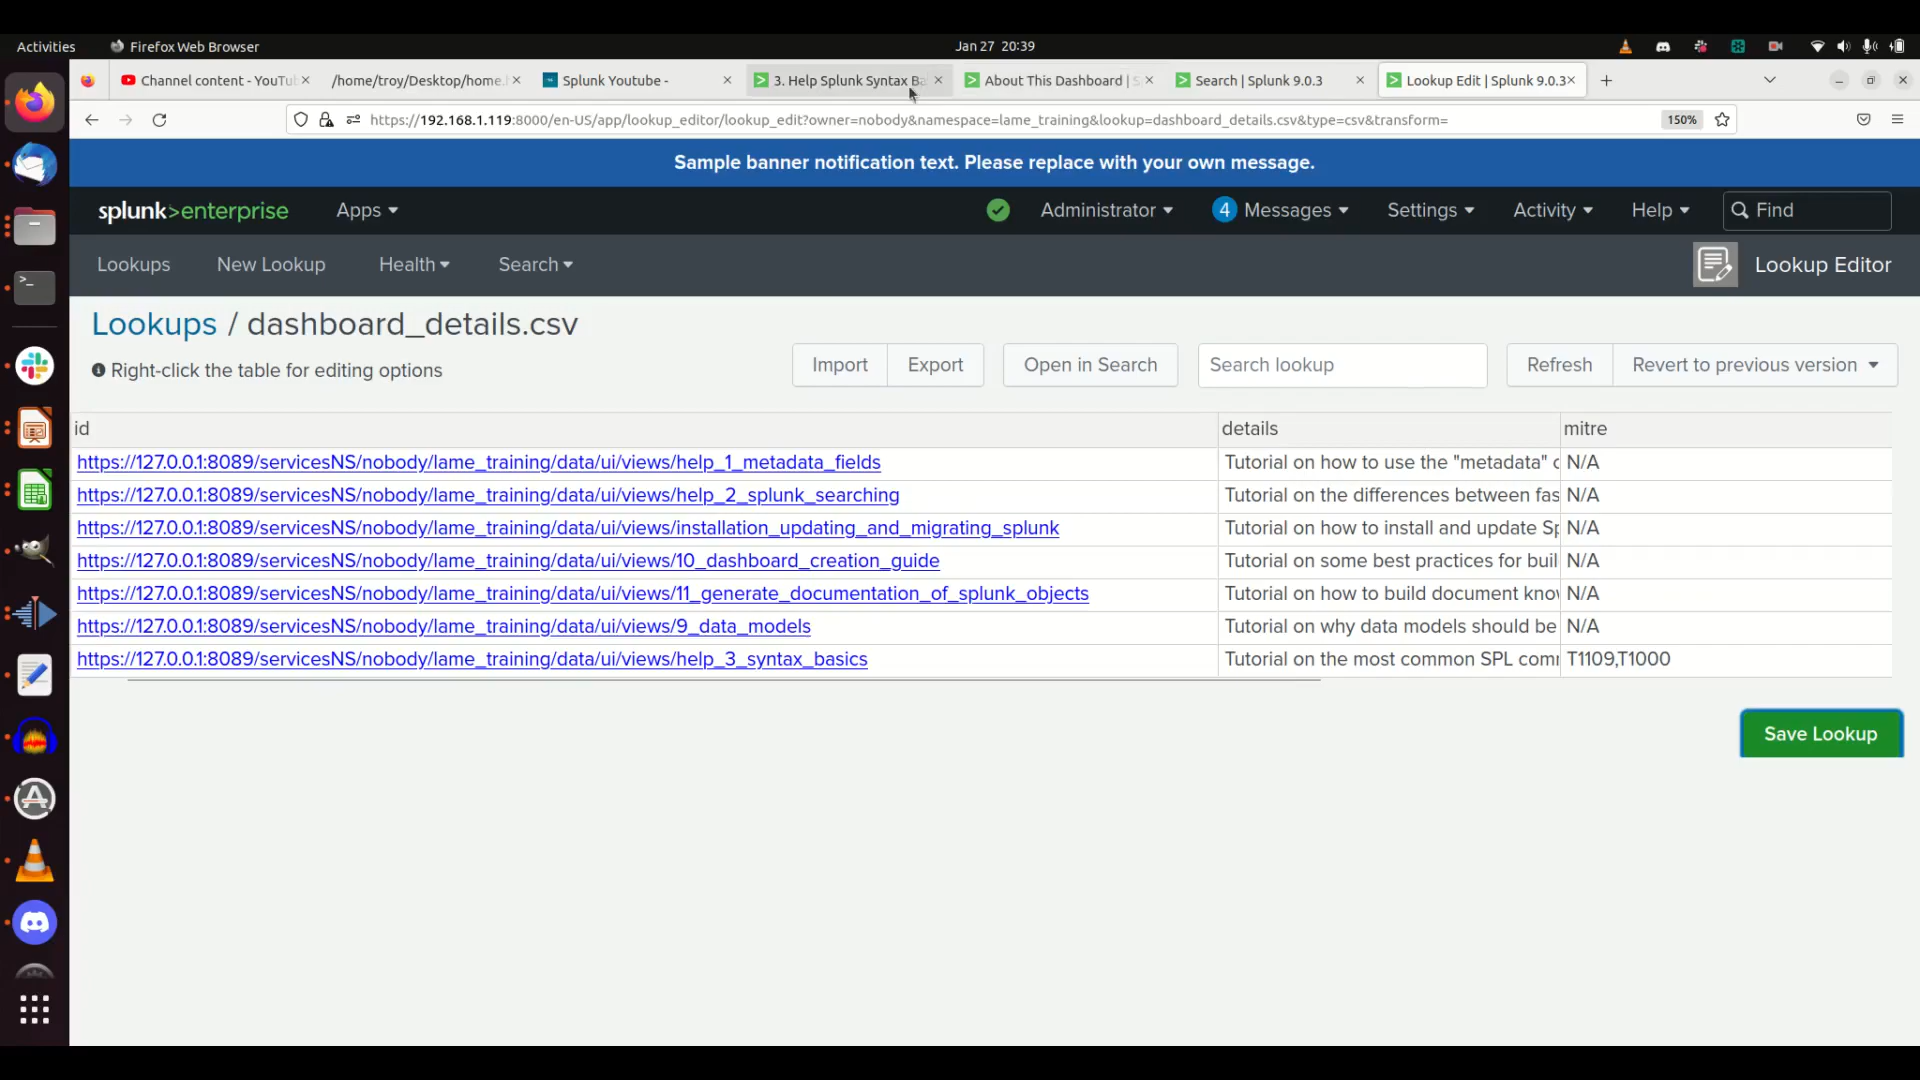 Activities
Firefox Web Browser
Jan 27 20:39
Channel content - YouTu
/home/troy/Desktop/home.
Splunk Youtube -
3. Help Splunk Syntax Ba
About This Dashboard | S
Search | Splunk 9.0.3
Lookup Edit | Splunk 9.0.3
https://192.168.1.119:8000/en-US/app/lookup_editor/lookup_edit?owner=nobody&namespace=lame_training&lookup=dashboard_details.csv&type=csv&transform=
150%
Sample banner notification text. Please replace with your own message.
splunk>enterprise
Apps
Administrator
4 Messages
Settings
Activity
Help
Find
Lookups
New Lookup
Health
Search
Lookup Editor
Lookups / dashboard_details.csv
Right-click the table for editing options
Import
Export
Open in Search
Search lookup
Refresh
Revert to previous version
id details mitre
https://127.0.0.1:8089/servicesNS/nobody/lame_training/data/ui/views/help_1_metadata_fields Tutorial on how to use the "metadata" c N/A
https://127.0.0.1:8089/servicesNS/nobody/lame_training/data/ui/views/help_2_splunk_searching Tutorial on the differences between fas N/A
https://127.0.0.1:8089/servicesNS/nobody/lame_training/data/ui/views/installation_updating_and_migrating_splunk Tutorial on how to install and update Sp N/A
https://127.0.0.1:8089/servicesNS/nobody/lame_training/data/ui/views/10_dashboard_creation_guide Tutorial on some best practices for buil N/A
https://127.0.0.1:8089/servicesNS/nobody/lame_training/data/ui/views/11_generate_documentation_of_splunk_objects Tutorial on how to build document knov N/A
https://127.0.0.1:8089/servicesNS/nobody/lame_training/data/ui/views/9_data_models Tutorial on why data models should be N/A
https://127.0.0.1:8089/servicesNS/nobody/lame_training/data/ui/views/help_3_syntax_basics Tutorial on the most common SPL comr T1109,T1000
Save Lookup